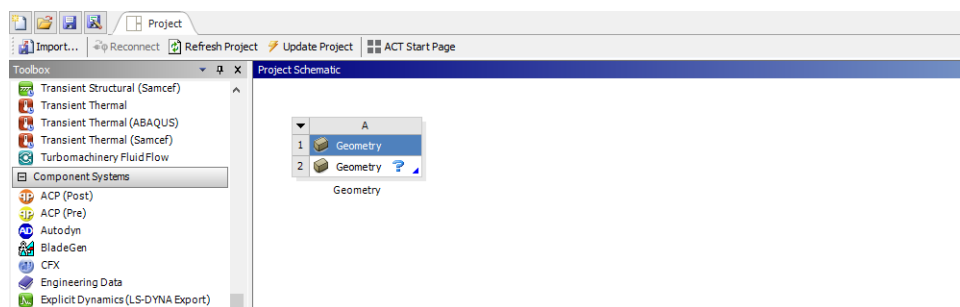 Project
Import... Reconnect Refresh Project Update Project ACT Start Page
Toolbox
Transient Structural (Samcef)
Transient Thermal
Transient Thermal (ABAQUS)
Transient Thermal (Samcef)
Turbomachinery Fluid Flow
Component Systems
ACP (Post)
ACP (Pre)
Autodyn
BladeGen
CFX
Engineering Data
Explicit Dynamics (LS-DYNA Export)
Project Schematic
A
1 Geometry
2 Geometry ?
Geometry